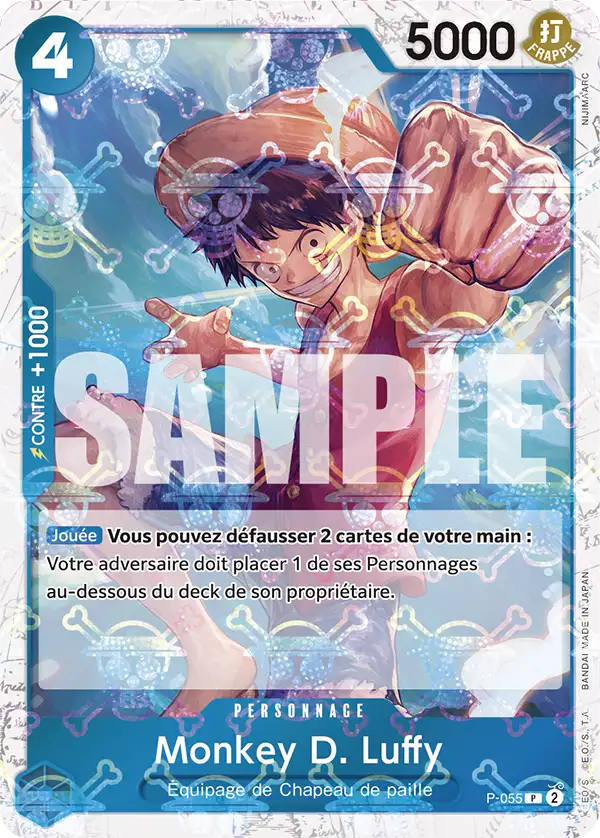 4
5000
打
FRAPPE
NIJIMAARC
CONTRE +1000
SAMPLE
Jouée Vous pouvez défausser 2 cartes de votre main :
Votre adversaire doit placer 1 de ses Personnages
au-dessous du deck de son propriétaire.
BANDAI MADE IN JAPAN
©E.O./S. ©E.O./S., T.A.
PERSONNAGE
Monkey D. Luffy
Équipage de Chapeau de paille
P-055 P 2